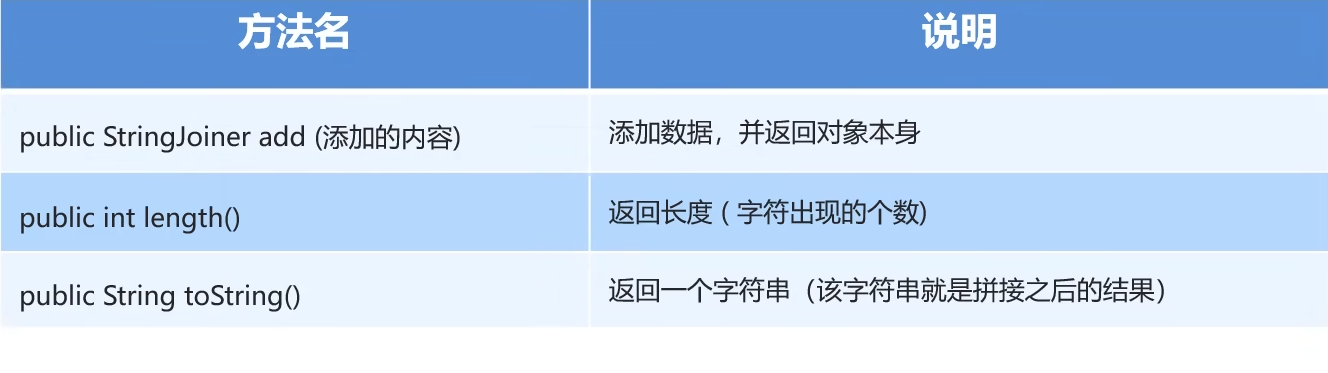 方法名
说明
public StringJoiner add (添加的内容)
添加数据，并返回对象本身
public int length()
返回长度 ( 字符出现的个数)
public String toString()
返回一个字符串（该字符串就是拼接之后的结果）